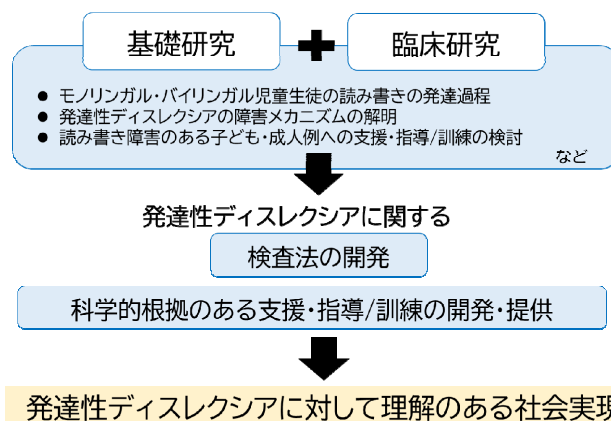 基礎研究 + 臨床研究
● モノリンガル・バイリンガル児童生徒の読み書きの発達過程
● 発達性ディスレクシアの障害メカニズムの解明
● 読み書き障害のある子ども・成人例への支援・指導/訓練の検討
など
発達性ディスレクシアに関する
検査法の開発
科学的根拠のある支援・指導/訓練の開発・提供
発達性ディスレクシアに対して理解のある社会実現